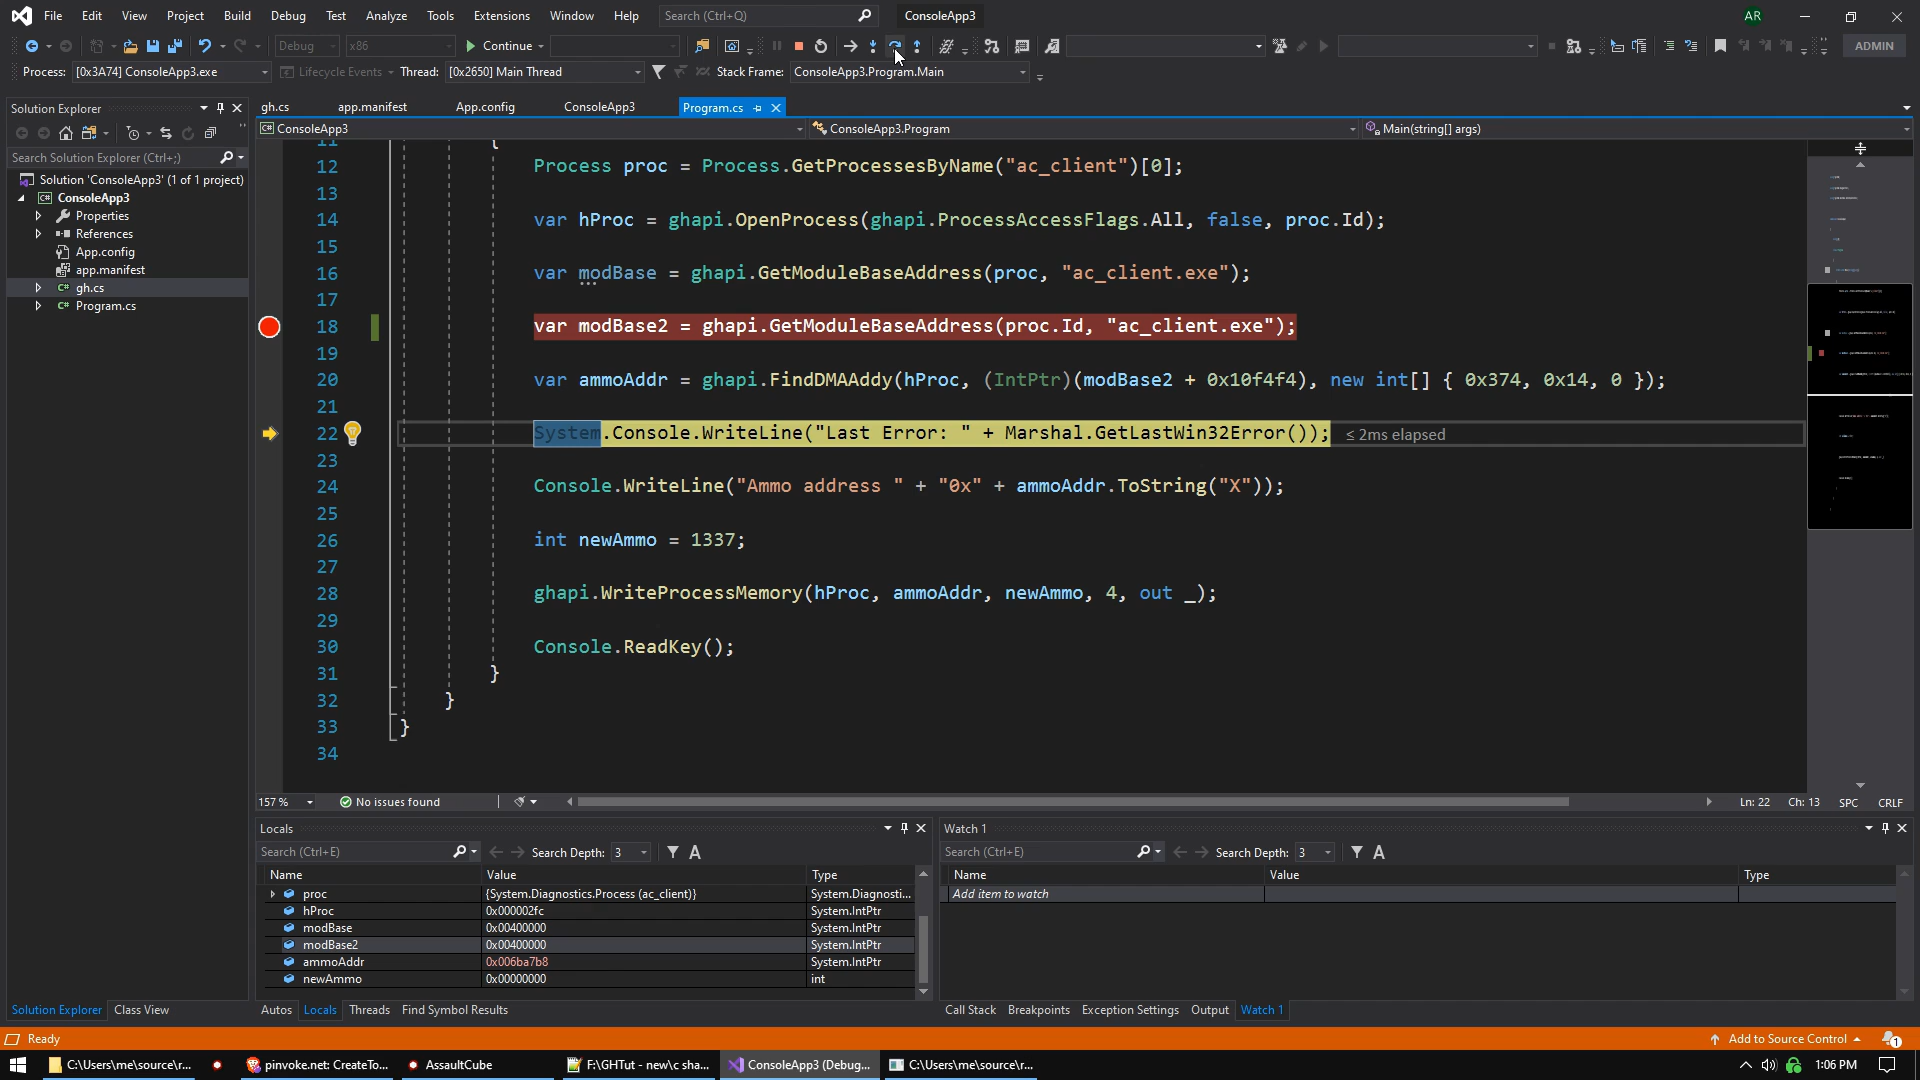 File Edit View Project Build Debug Test Analyze Tools Extensions Window Help Search (Ctrl+Q) ConsoleApp3 AR
Debug x86 Continue ADMIN
Process: [0x3A74] ConsoleApp3.exe Lifecycle Events Thread: [0x2650] Main Thread Stack Frame: ConsoleApp3.Program.Main
Solution Explorer
Search Solution Explorer (Ctrl+;)
Solution 'ConsoleApp3' (1 of 1 project)
ConsoleApp3
Properties
References
App.config
app.manifest
gh.cs
Program.cs
gh.cs app.manifest App.config ConsoleApp3 Program.cs
ConsoleApp3 ConsoleApp3.Program Main(string[] args)
11 {
12 Process proc = Process.GetProcessesByName("ac_client")[0];
13
14 var hProc = ghapi.OpenProcess(ghapi.ProcessAccessFlags.All, false, proc.Id);
15
16 var modBase = ghapi.GetModuleBaseAddress(proc, "ac_client.exe");
17
18 var modBase2 = ghapi.GetModuleBaseAddress(proc.Id, "ac_client.exe");
19
20 var ammoAddr = ghapi.FindDMAAddy(hProc, (IntPtr)(modBase2 + 0x10f4f4), new int[] { 0x374, 0x14, 0 });
21
22 System.Console.WriteLine("Last Error: " + Marshal.GetLastWin32Error()); ≤ 2ms elapsed
23
24 Console.WriteLine("Ammo address " + "0x" + ammoAddr.ToString("X"));
25
26 int newAmmo = 1337;
27
28 ghapi.WriteProcessMemory(hProc, ammoAddr, newAmmo, 4, out _);
29
30 Console.ReadKey();
31 }
32 }
33 }
34
157 % No issues found Ln: 22 Ch: 13 SPC CRLF
Locals
Search (Ctrl+E) Search Depth: 3 A
Name Value Type
proc {System.Diagnostics.Process (ac_client)} System.Diagnosti...
hProc 0x000002fc System.IntPtr
modBase 0x00400000 System.IntPtr
modBase2 0x00400000 System.IntPtr
ammoAddr 0x006ba7b8 System.IntPtr
newAmmo 0x00000000 int
Watch 1
Search (Ctrl+E) Search Depth: 3 A
Name Value Type
Add item to watch
Solution Explorer Class View Autos Locals Threads Find Symbol Results Call Stack Breakpoints Exception Settings Output Watch 1
Ready Add to Source Control 1
C:\Users\me\source\r... pinvoke.net: CreateTo... AssaultCube F:\GHTut - new\c sha... ConsoleApp3 (Debug... C:\Users\me\source\r... 1:06 PM